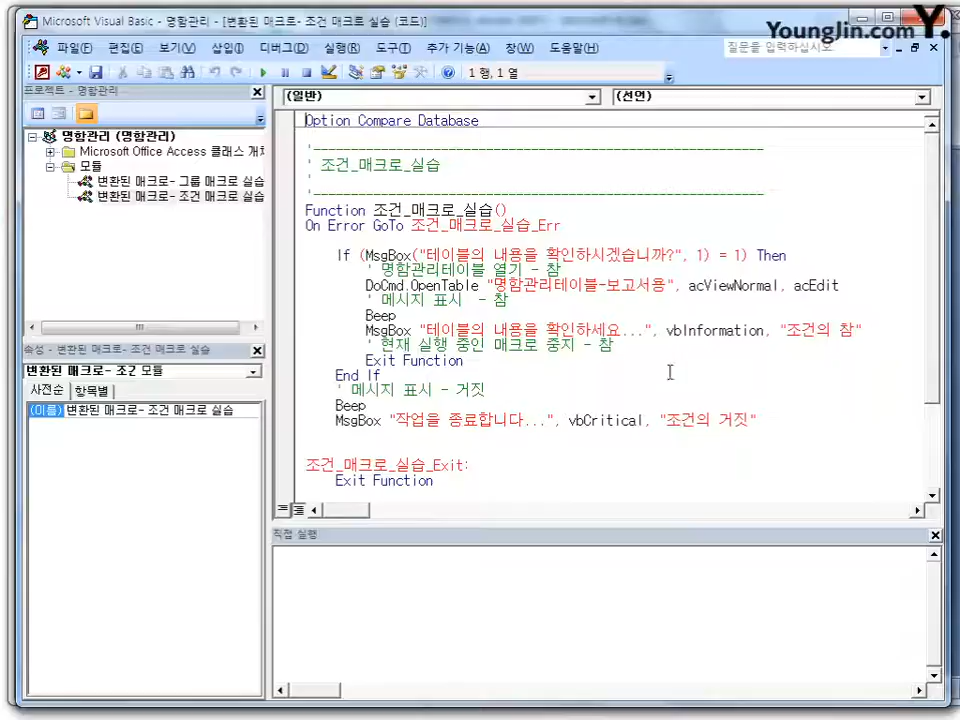 Microsoft Visual Basic - 명함관리 - [변환된 매크로- 조건 매크로 실습 (코드)]
YoungJin.com Y.
파일(F) 편집(E) 보기(V) 삽입(I) 디버그(D) 실행(R) 도구(T) 추가 기능(A) 창(W) 도움말(H) 질문을 입력하십시오.
1 행, 1 열
프로젝트 - 명함관리
(일반) (선언)
명함관리 (명함관리)
Microsoft Office Access 클래스 개체
모듈
변환된 매크로- 그룹 매크로 실습
변환된 매크로- 조건 매크로 실습
Option Compare Database
'------------------------------------------------------------
' 조건_매크로_실습
'
'------------------------------------------------------------
Function 조건_매크로_실습()
On Error GoTo 조건_매크로_실습_Err
If (MsgBox("테이블의 내용을 확인하시겠습니까?", 1) = 1) Then
' 명함관리테이블 열기 - 참
DoCmd.OpenTable "명함관리테이블-보고서용", acViewNormal, acEdit
' 메시지 표시  - 참
Beep
MsgBox "테이블의 내용을 확인하세요...", vbInformation, "조건의 참"
' 현재 실행 중인 매크로 중지 - 참
Exit Function
End If
' 메시지 표시 - 거짓
Beep
MsgBox "작업을 종료합니다...", vbCritical, "조건의 거짓"
조건_매크로_실습_Exit:
Exit Function
속성 - 변환된 매크로- 조건 매크로 실습
변환된 매크로- 조건 모듈
사전순 항목별
(이름) 변환된 매크로- 조건 매크로 실습
직접 실행